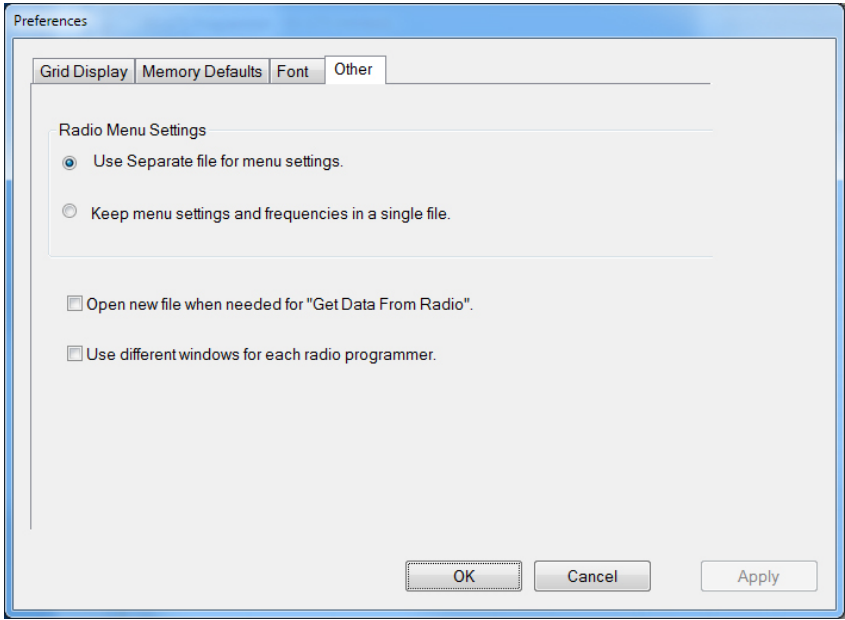 Preferences
Grid Display Memory Defaults Font Other
Radio Menu Settings
Use Separate file for menu settings.
Keep menu settings and frequencies in a single file.
Open new file when needed for "Get Data From Radio".
Use different windows for each radio programmer.
OK Cancel Apply